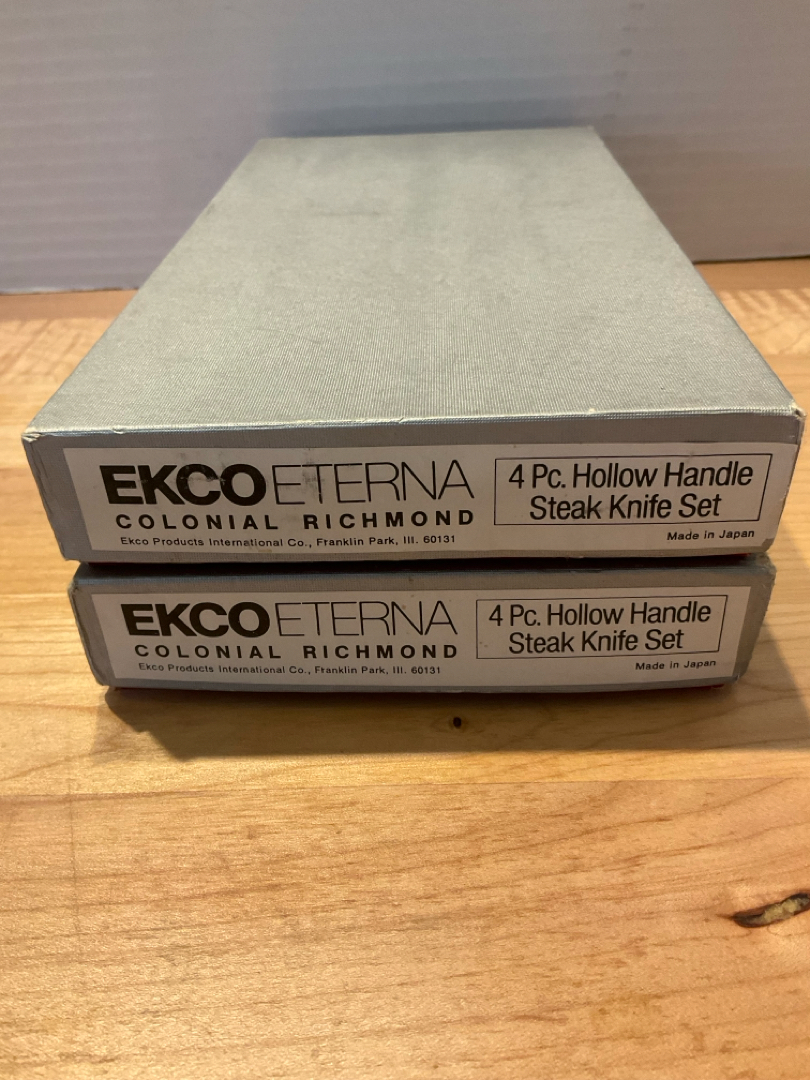 EKCO ETERNA
COLONIAL RICHMOND
Ekco Products International Co., Franklin Park, Ill. 60131
4 Pc. Hollow Handle
Steak Knife Set
Made in Japan
EKCO ETERNA
COLONIAL RICHMOND
Ekco Products International Co., Franklin Park, Ill. 60131
4 Pc. Hollow Handle
Steak Knife Set
Made in Japan